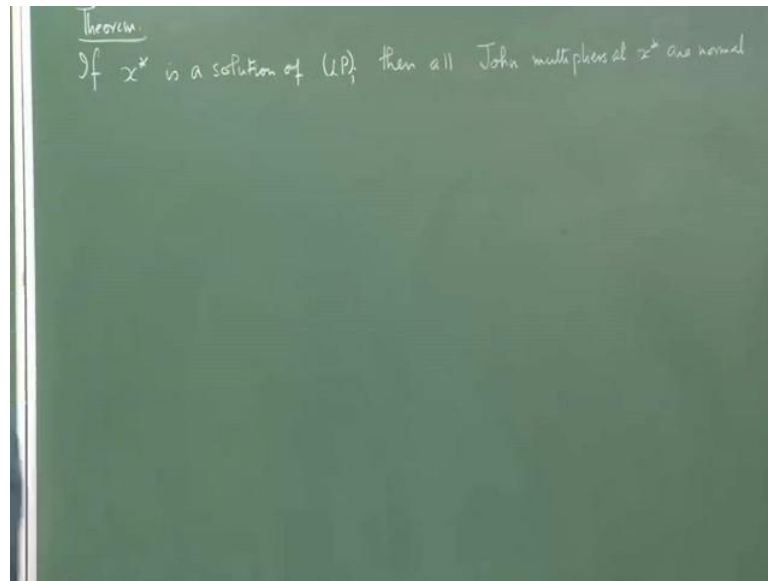 Theorem.
If x* is a solution of (LP), then all John multipliers at x* are normal